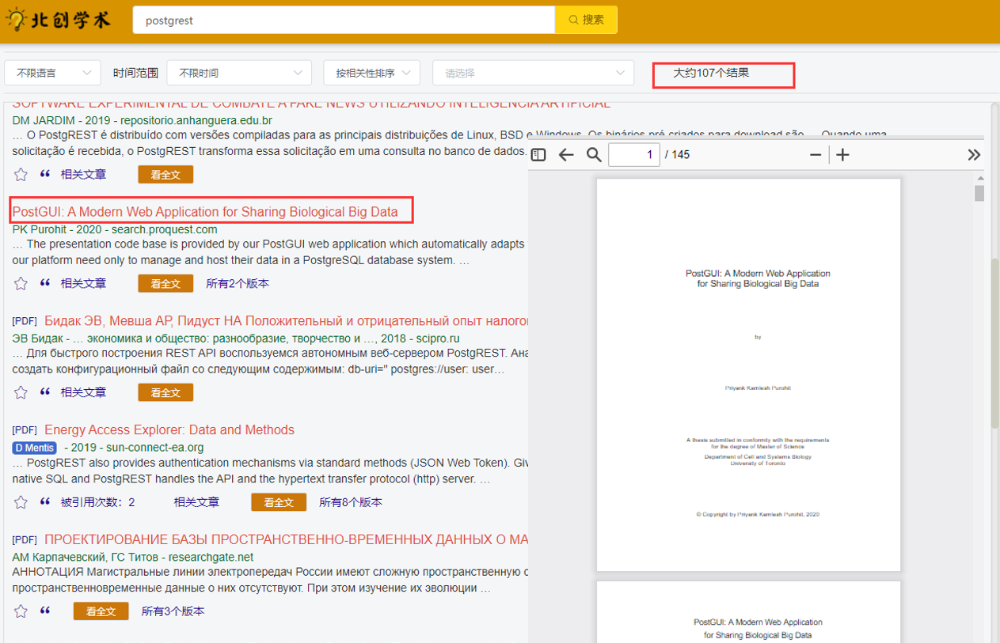 北创学术
postgrest
搜索
不限语言
时间范围
不限时间
按相关性排序
请选择
大约107个结果
SOFTWARE EXPERIMENTAL DE COMBATE A FAKE NEWS UTILIZANDO INTELIGÊNCIA ARTIFICIAL
DM JARDIM - 2019 - repositorio.anhanguera.edu.br
… O PostgREST é distribuído com versões compiladas para as principais distribuições de Linux, BSD e Windows. Os binários pré-criados para download são … Quando uma
solicitação é recebida, o PostgREST transforma essa solicitação em uma consulta no banco de dados.
相关文章
看全文
PostGUI: A Modern Web Application for Sharing Biological Big Data
PK Purohit - 2020 - search.proquest.com
… The presentation code base is provided by our PostGUI web application which automatically adapts
our platform need only to manage and host their data in a PostgreSQL database system. …
相关文章
看全文
所有2个版本
[PDF] Бидак ЭВ, Мевша АР, Пидуст НА Положительный и отрицательный опыт налого
ЭВ Бидак - … экономика и общество: разнообразие, творчество и …, 2018 - scipro.ru
… Для быстрого построения REST API воспользуемся автономным веб-сервером PostgREST.
создать конфигурационный файл со следующим содержимым: db-uri=" postgres://user: user…
相关文章
看全文
[PDF] Energy Access Explorer: Data and Methods
D Mentis - 2019 - sun-connect-ea.org
… PostgREST also provides authentication mechanisms via standard methods (JSON Web Token).
native SQL and PostgREST handles the API and the hypertext transfer protocol (http) server. …
被引用次数：2
相关文章
看全文
所有8个版本
[PDF] ПРОЕКТИРОВАНИЕ БАЗЫ ПРОСТРАНСТВЕННО-ВРЕМЕННЫХ ДАННЫХ О МА
АМ Карпачевский, ГС Титов - researchgate.net
АННОТАЦИЯ Магистральные линии электропередач России имеют сложную пространственную с
пространственновременные данные о них отсутствуют. При этом изучение их эволюции …
看全文
所有3个版本
1 / 145
PostGUI: A Modern Web Application
for Sharing Biological Big Data
by
Priyank Kamlesh Purohit
A thesis submitted in conformity with the requirements
for the degree of Master of Science
Department of Cell and Systems Biology
University of Toronto
© Copyright by Priyank Kamlesh Purohit, 2020
PostGUI: A Modern Web Application
for Sharing Biological Big Data